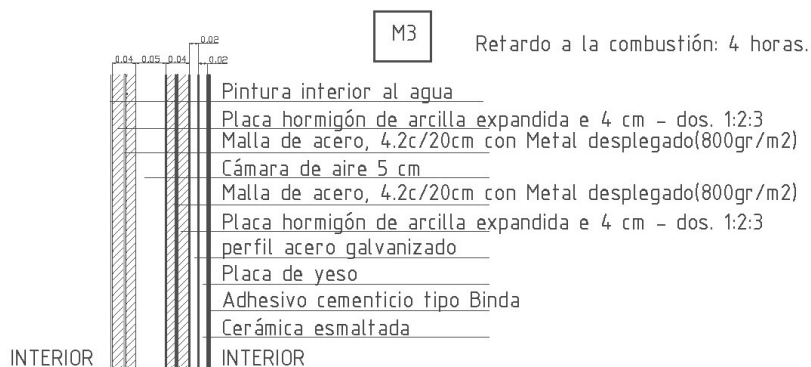 M3
Retardo a la combustión: 4 horas.
0.02
0.04 0.05 0.04 0.02
Pintura interior al agua
Placa hormigón de arcilla expandida e 4 cm - dos. 1:2:3
Malla de acero, 4.2c/20cm con Metal desplegado(800gr/m2)
Cámara de aire 5 cm
Malla de acero, 4.2c/20cm con Metal desplegado(800gr/m2)
Placa hormigón de arcilla expandida e 4 cm - dos. 1:2:3
perfil acero galvanizado
Placa de yeso
Adhesivo cementicio tipo Binda
Cerámica esmaltada
INTERIOR INTERIOR